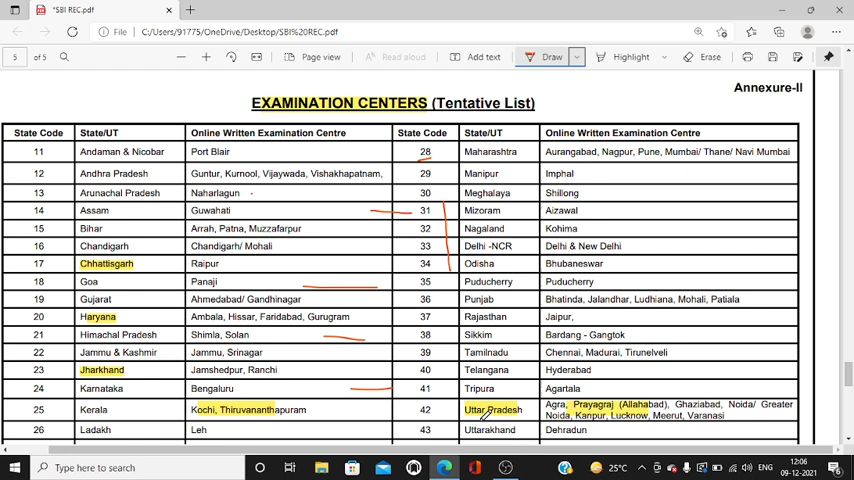 *SBI REC.pdf
File C:/Users/91775/OneDrive/Desktop/SBI%20REC.pdf
5 of 5 Page view Read aloud Add text Draw Highlight Erase
Annexure-II
EXAMINATION CENTERS (Tentative List)
State Code State/UT Online Written Examination Centre State Code State/UT Online Written Examination Centre
11 Andaman & Nicobar Port Blair 28 Maharashtra Aurangabad, Nagpur, Pune, Mumbai/ Thane/ Navi Mumbai
12 Andhra Pradesh Guntur, Kurnool, Vijaywada, Vishakhapatnam, 29 Manipur Imphal
13 Arunachal Pradesh Naharlagun 30 Meghalaya Shillong
14 Assam Guwahati 31 Mizoram Aizawal
15 Bihar Arrah, Patna, Muzzafarpur 32 Nagaland Kohima
16 Chandigarh Chandigarh/ Mohali 33 Delhi -NCR Delhi & New Delhi
17 Chhattisgarh Raipur 34 Odisha Bhubaneswar
18 Goa Panaji 35 Puducherry Puducherry
19 Gujarat Ahmedabad/ Gandhinagar 36 Punjab Bhatinda, Jalandhar, Ludhiana, Mohali, Patiala
20 Haryana Ambala, Hissar, Faridabad, Gurugram 37 Rajasthan Jaipur,
21 Himachal Pradesh Shimla, Solan 38 Sikkim Bardang - Gangtok
22 Jammu & Kashmir Jammu, Srinagar 39 Tamilnadu Chennai, Madurai, Tirunelveli
23 Jharkhand Jamshedpur, Ranchi 40 Telangana Hyderabad
24 Karnataka Bengaluru 41 Tripura Agartala
25 Kerala Kochi, Thiruvananthapuram 42 Uttar Pradesh Agra, Prayagraj (Allahabad), Ghaziabad, Noida/ Greater
Noida, Kanpur, Lucknow, Meerut, Varanasi
26 Ladakh Leh 43 Uttarakhand Dehradun
Type here to search 25°C ENG 12:06
09-12-2021 6